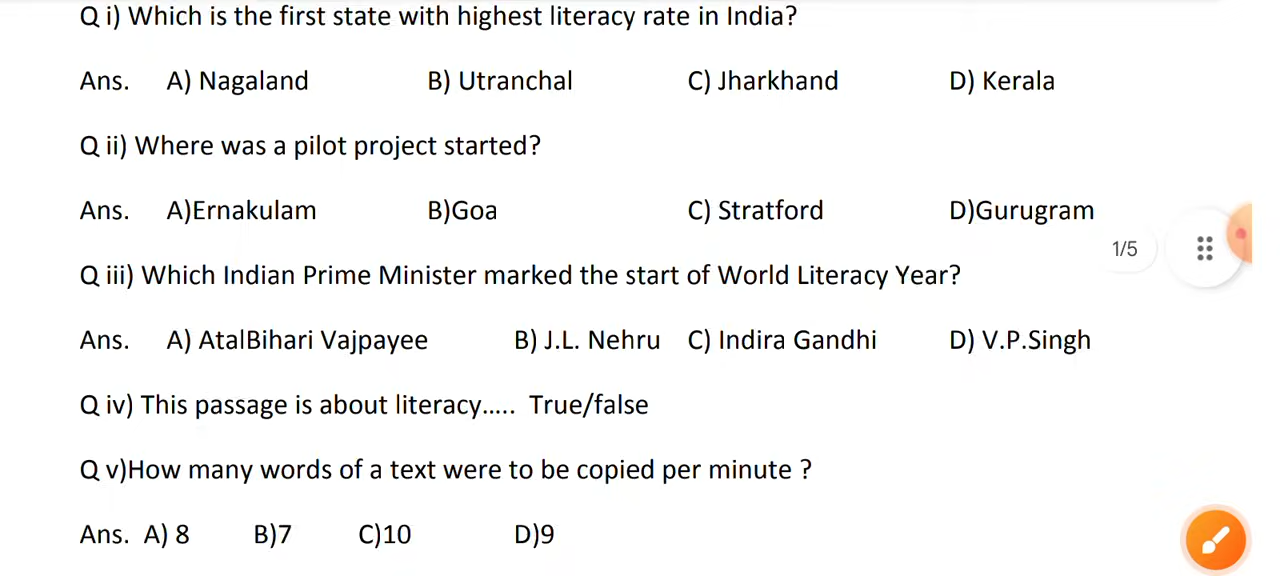 Q i) Which is the first state with highest literacy rate in India?
Ans. A) Nagaland B) Utranchal C) Jharkhand D) Kerala
Q ii) Where was a pilot project started?
Ans. A)Ernakulam B)Goa C) Stratford D)Gurugram
1/5
Q iii) Which Indian Prime Minister marked the start of World Literacy Year?
Ans. A) AtalBihari Vajpayee B) J.L. Nehru C) Indira Gandhi D) V.P.Singh
Q iv) This passage is about literacy..... True/false
Q v)How many words of a text were to be copied per minute ?
Ans. A) 8 B)7 C)10 D)9